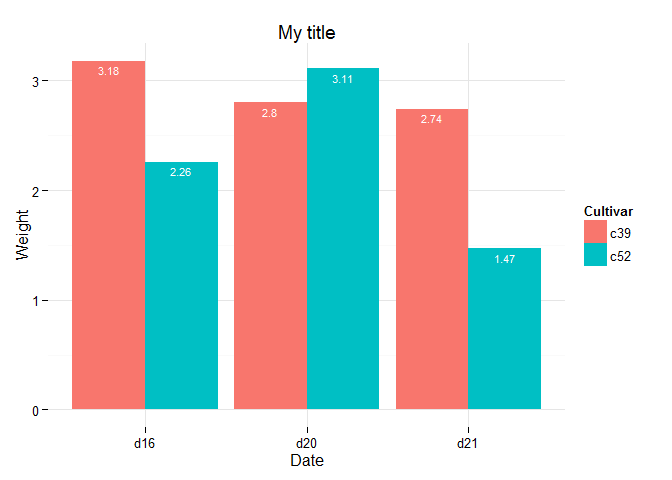 My title
Weight
3
2
1
0
3.18
2.26
2.8
3.11
2.74
1.47
d16
d20
d21
Date
Cultivar
c39
c52